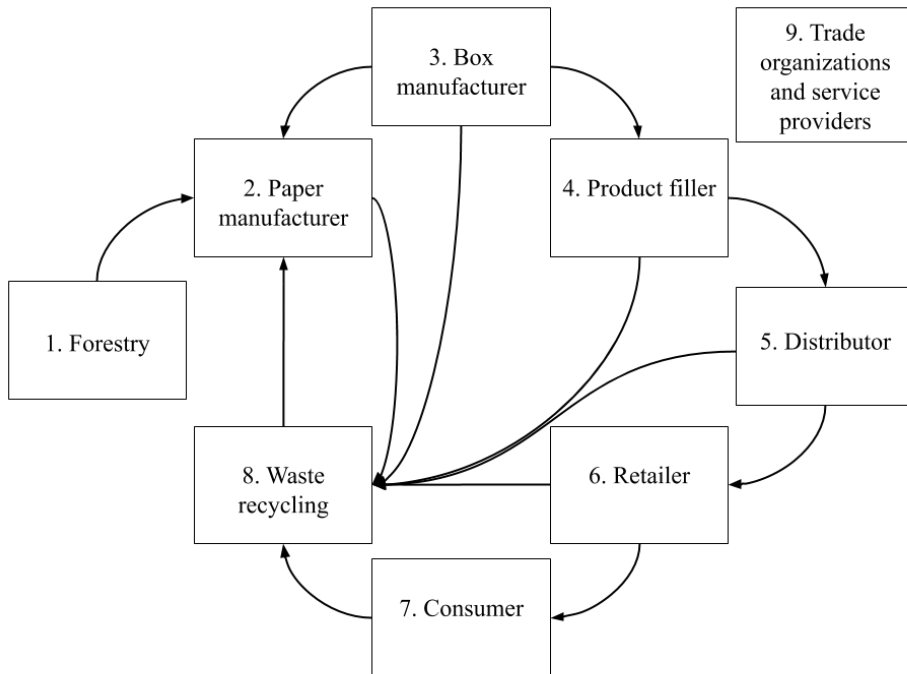 3. Box
manufacturer
9. Trade
organizations
and service
providers
2. Paper
manufacturer
4. Product filler
1. Forestry
5. Distributor
8. Waste
recycling
6. Retailer
7. Consumer